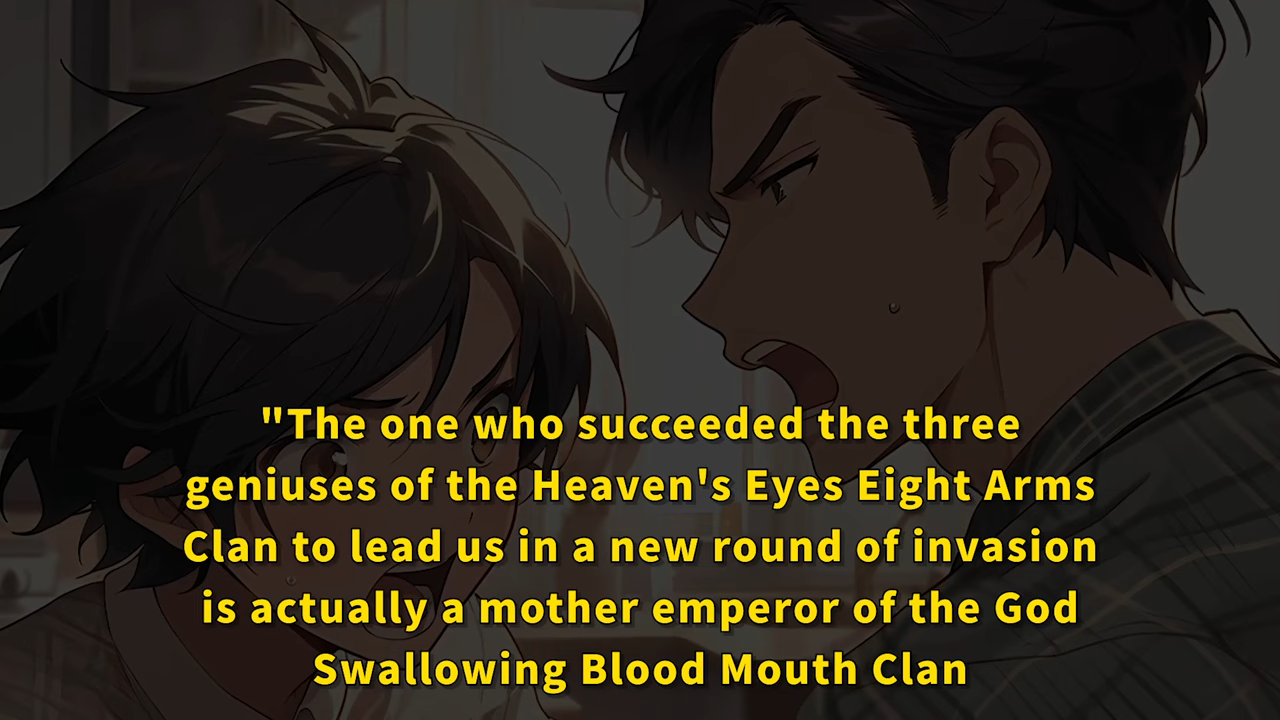 "The one who succeeded the three
geniuses of the Heaven's Eyes Eight Arms
Clan to lead us in a new round of invasion
is actually a mother emperor of the God
Swallowing Blood Mouth Clan